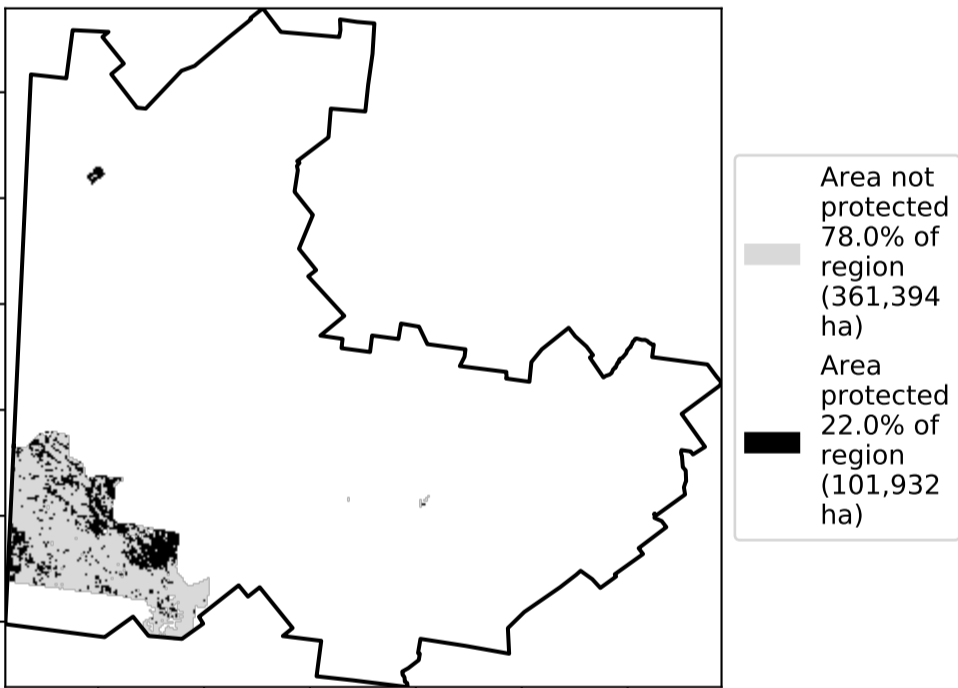 Area not
protected
78.0% of
region
(361,394
ha)
Area
protected
22.0% of
region
(101,932
ha)